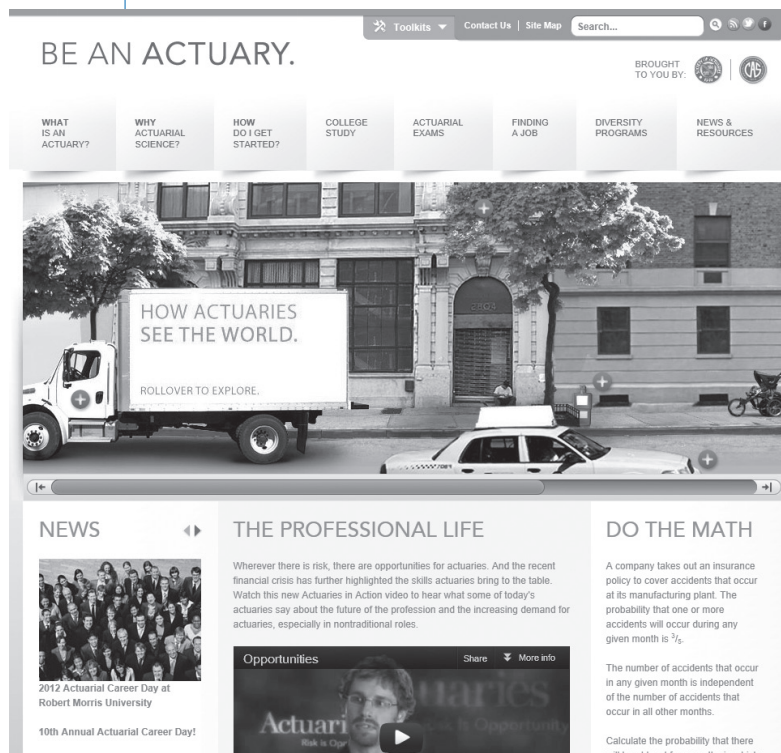 Toolkits
Contact Us | Site Map
Search...
BE AN ACTUARY.
BROUGHT
TO YOU BY:
CAS
WHAT
IS AN
ACTUARY?
WHY
ACTUARIAL
SCIENCE?
HOW
DO I GET
STARTED?
COLLEGE
STUDY
ACTUARIAL
EXAMS
FINDING
A JOB
DIVERSITY
PROGRAMS
NEWS &
RESOURCES
HOW ACTUARIES
SEE THE WORLD.
ROLLOVER TO EXPLORE.
2804
NEWS
2012 Actuarial Career Day at
Robert Morris University
10th Annual Actuarial Career Day!
THE PROFESSIONAL LIFE
Wherever there is risk, there are opportunities for actuaries. And the recent
financial crisis has further highlighted the skills actuaries bring to the table.
Watch this new Actuaries in Action video to hear what some of today's
actuaries say about the future of the profession and the increasing demand for
actuaries, especially in nontraditional roles.
Opportunities
Share
More info
Actuari
Risk is Opp
is Opportunity
DO THE MATH
A company takes out an insurance
policy to cover accidents that occur
at its manufacturing plant. The
probability that one or more
accidents will occur during any
given month is 3/5.
The number of accidents that occur
in any given month is independent
of the number of accidents that
occur in all other months.
Calculate the probability that there